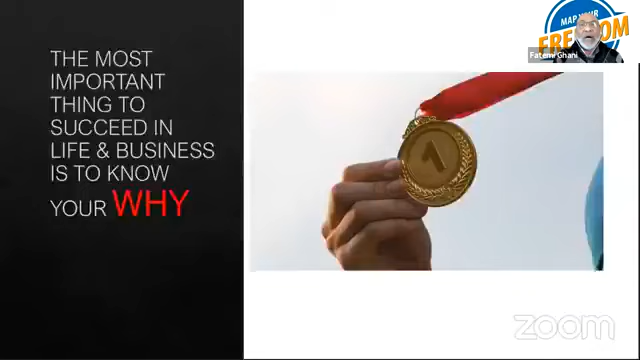 THE MOST
IMPORTANT
THING TO
SUCCEED IN
LIFE & BUSINESS
IS TO KNOW
YOUR WHY
1
MAP YOUR
Fatemi Ghani
zoom